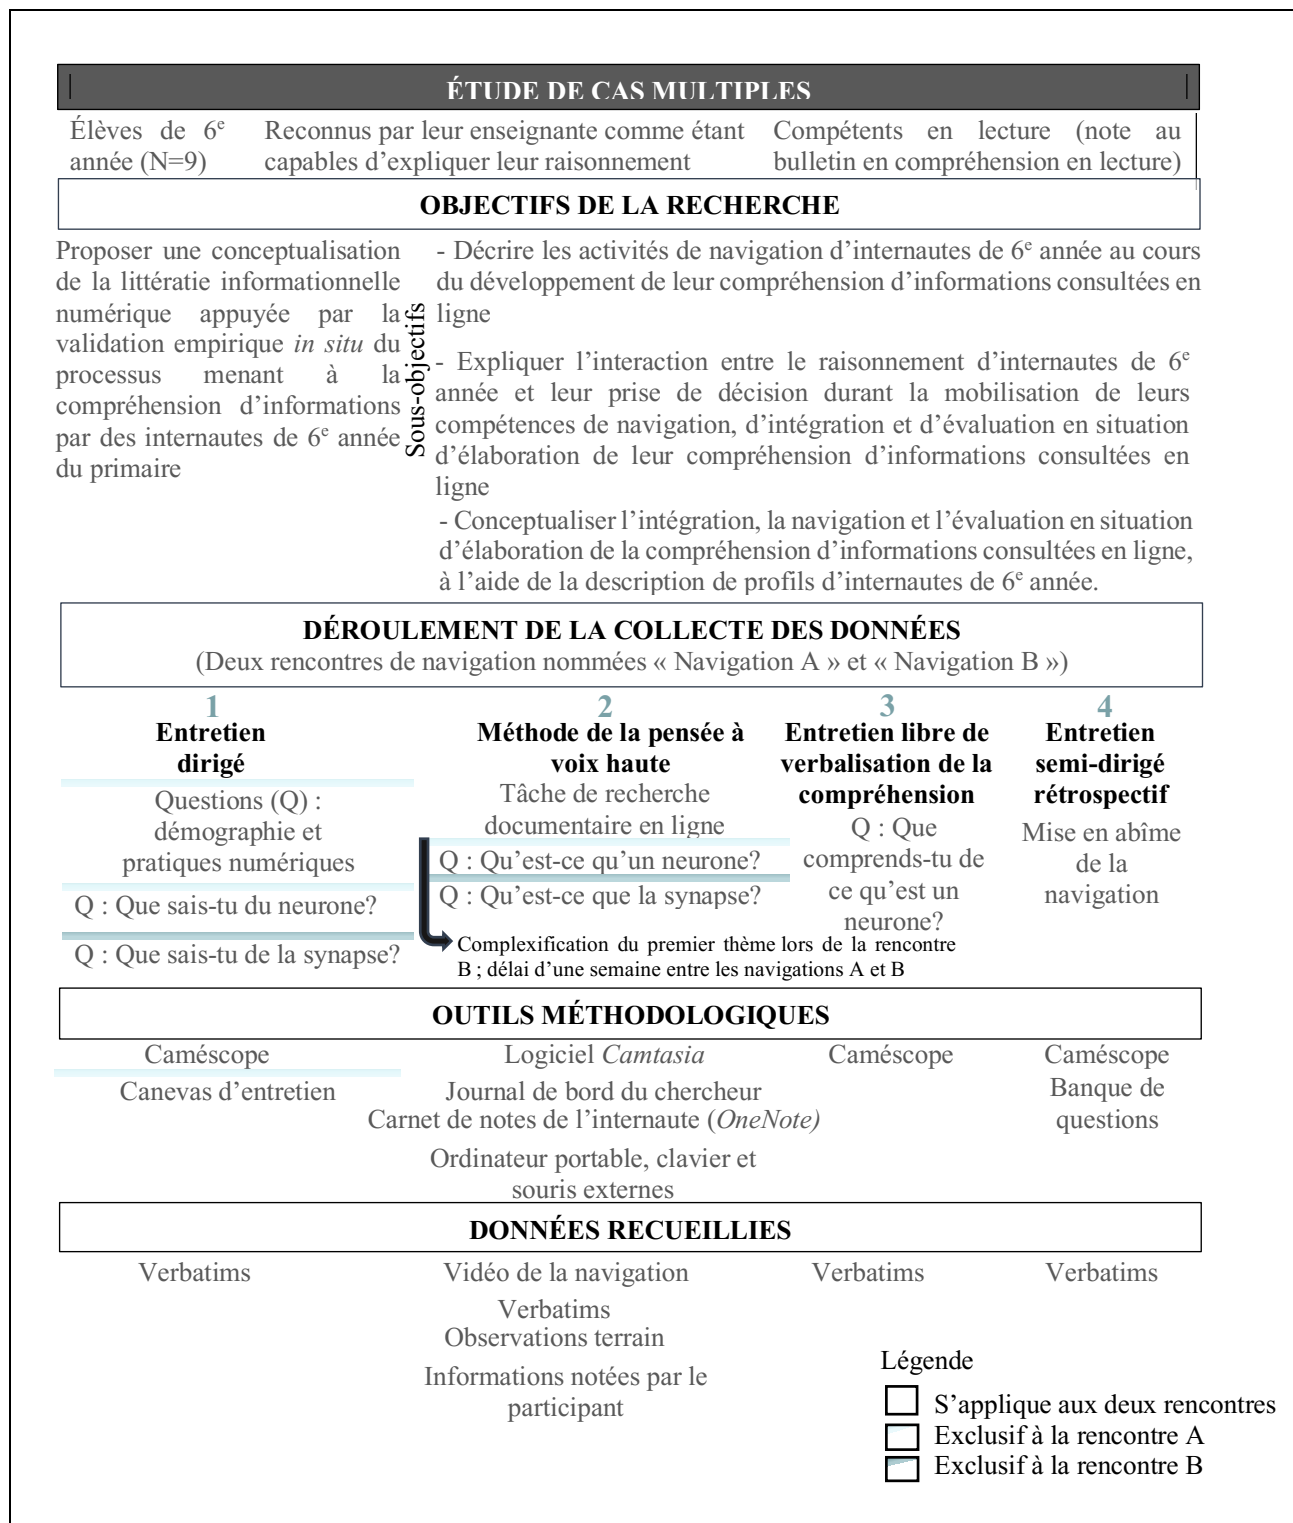 ÉTUDE DE CAS MULTIPLES
Élèves de 6e
année (N=9)
Reconnus par leur enseignante comme étant
capables d’expliquer leur raisonnement
Compétents en lecture (note au
bulletin en compréhension en lecture)
OBJECTIFS DE LA RECHERCHE
Proposer une conceptualisation
de la littératie informationnelle
numérique appuyée par la
validation empirique in situ du
processus menant à la
compréhension d’informations
par des internautes de 6e année
du primaire
Sous-objectifs
- Décrire les activités de navigation d’internautes de 6e année au cours
du développement de leur compréhension d’informations consultées en
ligne
- Expliquer l’interaction entre le raisonnement d’internautes de 6e
année et leur prise de décision durant la mobilisation de leurs
compétences de navigation, d’intégration et d’évaluation en situation
d’élaboration de leur compréhension d’informations consultées en
ligne
- Conceptualiser l’intégration, la navigation et l’évaluation en situation
d’élaboration de la compréhension d’informations consultées en ligne,
à l’aide de la description de profils d’internautes de 6e année.
DÉROULEMENT DE LA COLLECTE DES DONNÉES
(Deux rencontres de navigation nommées « Navigation A » et « Navigation B »)
1
Entretien
dirigé
Questions (Q) :
démographie et
pratiques numériques
Q : Que sais-tu du neurone?
Q : Que sais-tu de la synapse?
2
Méthode de la pensée à
voix haute
Tâche de recherche
documentaire en ligne
Q : Qu’est-ce qu’un neurone?
Q : Qu’est-ce que la synapse?
Complexification du premier thème lors de la rencontre
B ; délai d’une semaine entre les navigations A et B
3
Entretien libre de
verbalisation de la
compréhension
Q : Que
comprends-tu de
ce qu’est un
neurone?
4
Entretien
semi-dirigé
rétrospectif
Mise en abîme
de la
navigation
OUTILS MÉTHODOLOGIQUES
Caméscope
Canevas d’entretien
Logiciel Camtasia
Journal de bord du chercheur
Carnet de notes de l’internaute (OneNote)
Ordinateur portable, clavier et
souris externes
Caméscope
Caméscope
Banque de
questions
DONNÉES RECUEILLIES
Verbatims
Vidéo de la navigation
Verbatims
Observations terrain
Informations notées par le
participant
Verbatims
Verbatims
Légende
S’applique aux deux rencontres
Exclusif à la rencontre A
Exclusif à la rencontre B